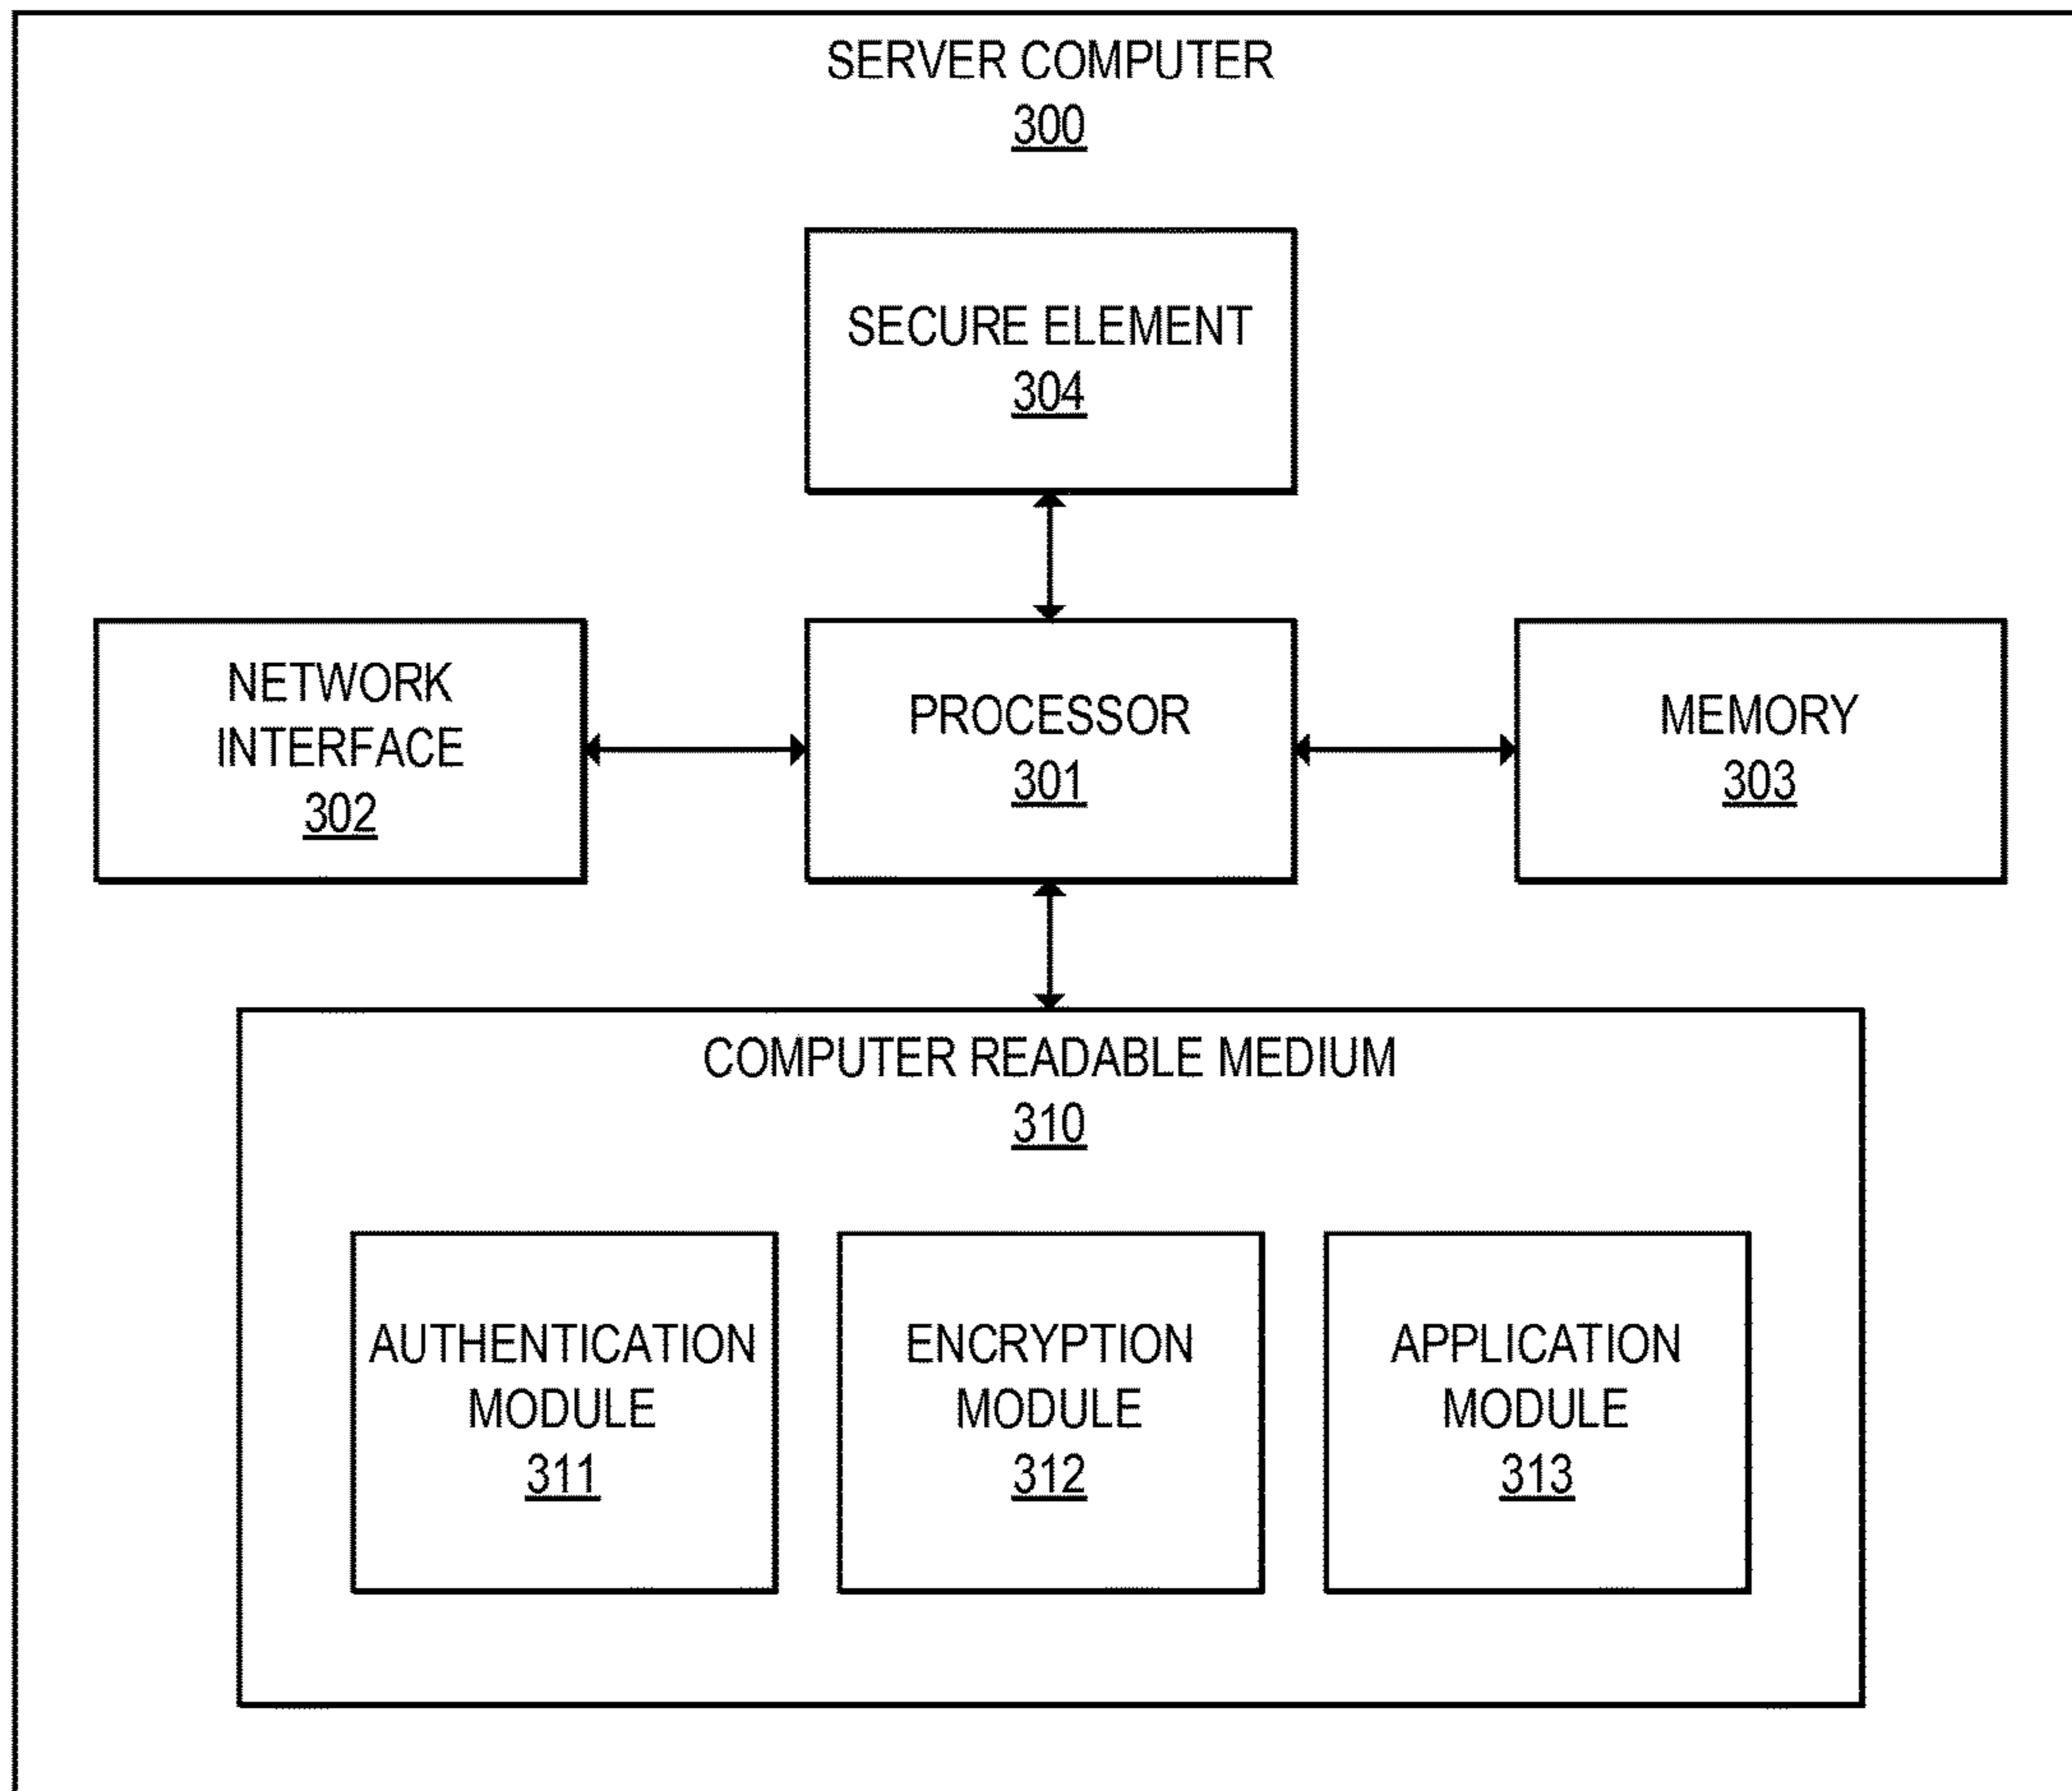 SERVER COMPUTER
300
SECURE ELEMENT
304
NETWORK
INTERFACE
302
PROCESSOR
301
MEMORY
303
COMPUTER READABLE MEDIUM
310
AUTHENTICATION
MODULE
311
ENCRYPTION
MODULE
312
APPLICATION
MODULE
313